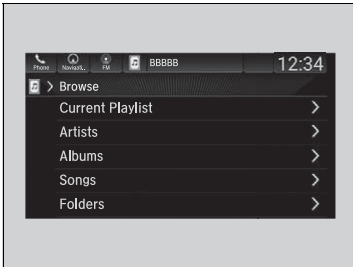 Phone Navigati.. FM BBBBB 12:34
Browse
Current Playlist
Artists
Albums
Songs
Folders